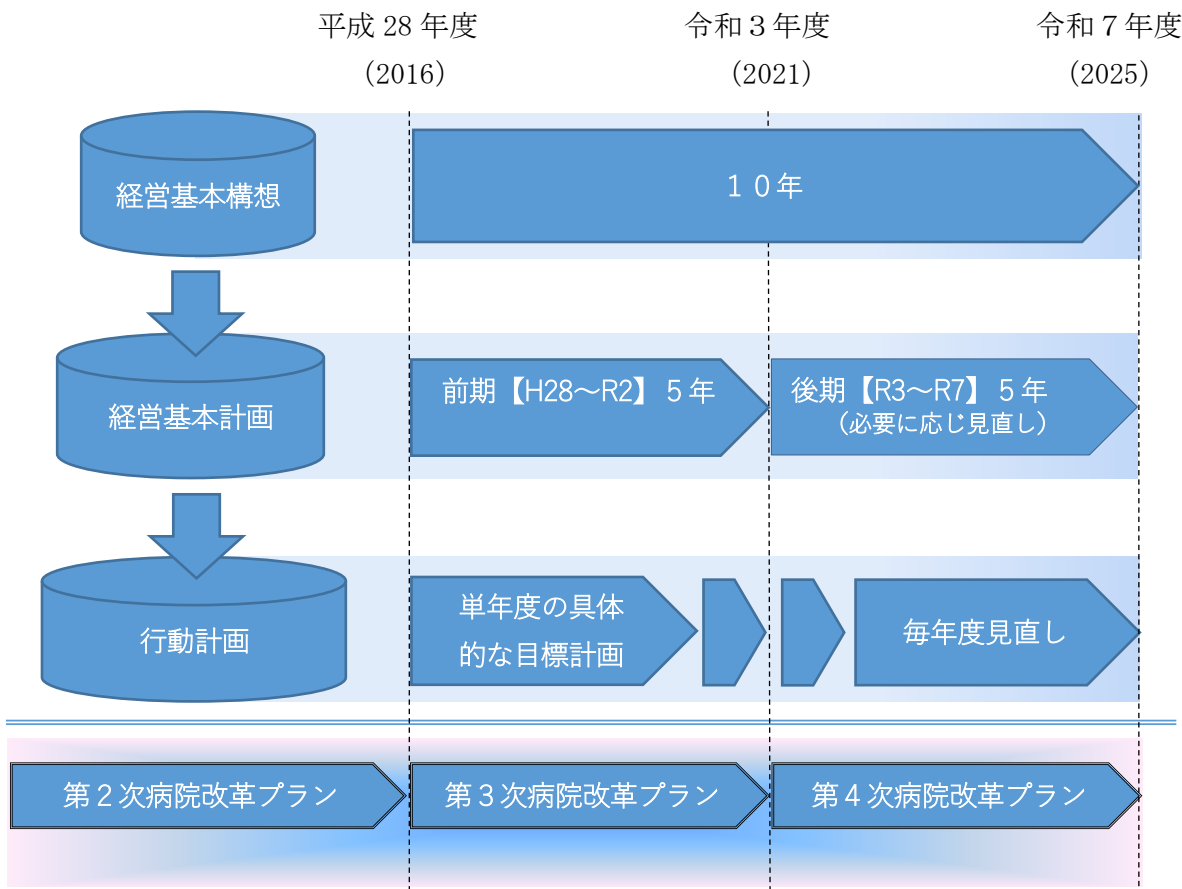 平成 28 年度
（2016）
令和３年度
（2021）
令和７年度
（2025）
経営基本構想
１０年
経営基本計画
前期【H28～R2】５年
後期【R3～R7】５年
（必要に応じ見直し）
行動計画
単年度の具体
的な目標計画
毎年度見直し
第２次病院改革プラン
第３次病院改革プラン
第４次病院改革プラン